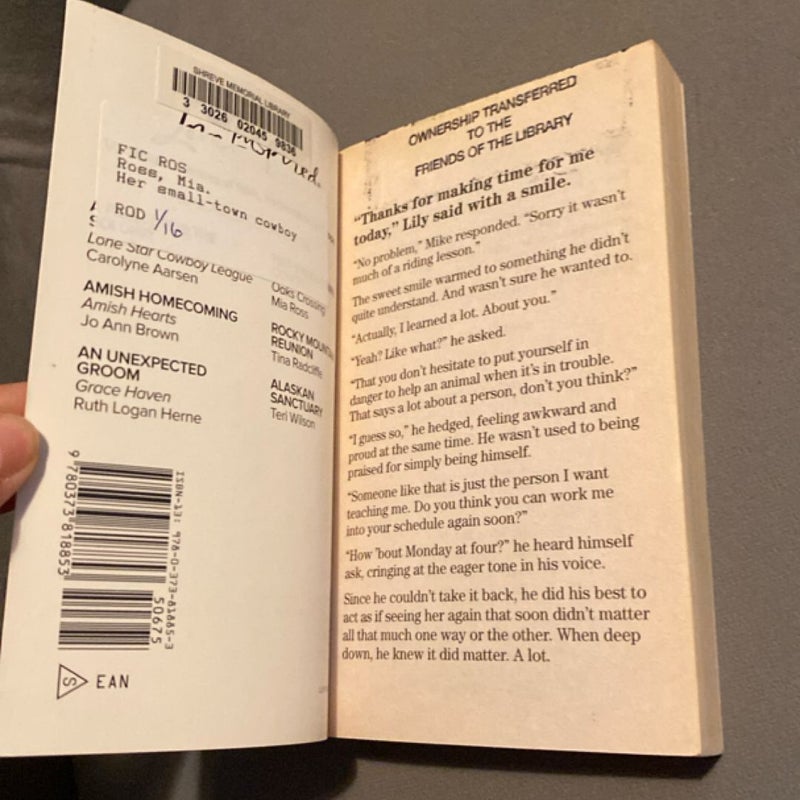 SHREVE MEMORIAL LIBRARY
3 3026 02045 9836
FIC ROS
Ross, Mia.
Her small-town cowboy
ROD 1/16
Lone Star Cowboy League
Carolyne Aarsen
AMISH HOMECOMING
Amish Hearts
Jo Ann Brown
AN UNEXPECTED
GROOM
Grace Haven
Ruth Logan Herne
Oaks Crossing
Mia Ross
ROCKY MOUNTAIN
REUNION
Tina Radcliffe
ALASKAN
SANCTUARY
Teri Wilson
9 780373 818853
ISBN-13: 978-0-373-81885-3
50675
S EAN
OWNERSHIP TRANSFERRED
TO THE
FRIENDS OF THE LIBRARY
“Thanks for making time for me
today,” Lily said with a smile.
“No problem,” Mike responded. “Sorry it wasn’t
much of a riding lesson.”
The sweet smile warmed to something he didn’t
quite understand. And wasn’t sure he wanted to.
“Actually, I learned a lot. About you.”
“Yeah? Like what?” he asked.
“That you don’t hesitate to put yourself in
danger to help an animal when it’s in trouble.
That says a lot about a person, don’t you think?”
“I guess so,” he hedged, feeling awkward and
proud at the same time. He wasn’t used to being
praised for simply being himself.
“Someone like that is just the person I want
teaching me. Do you think you can work me
into your schedule again soon?”
“How ’bout Monday at four?” he heard himself
ask, cringing at the eager tone in his voice.
Since he couldn’t take it back, he did his best to
act as if seeing her again that soon didn’t matter
all that much one way or the other. When deep
down, he knew it did matter. A lot.